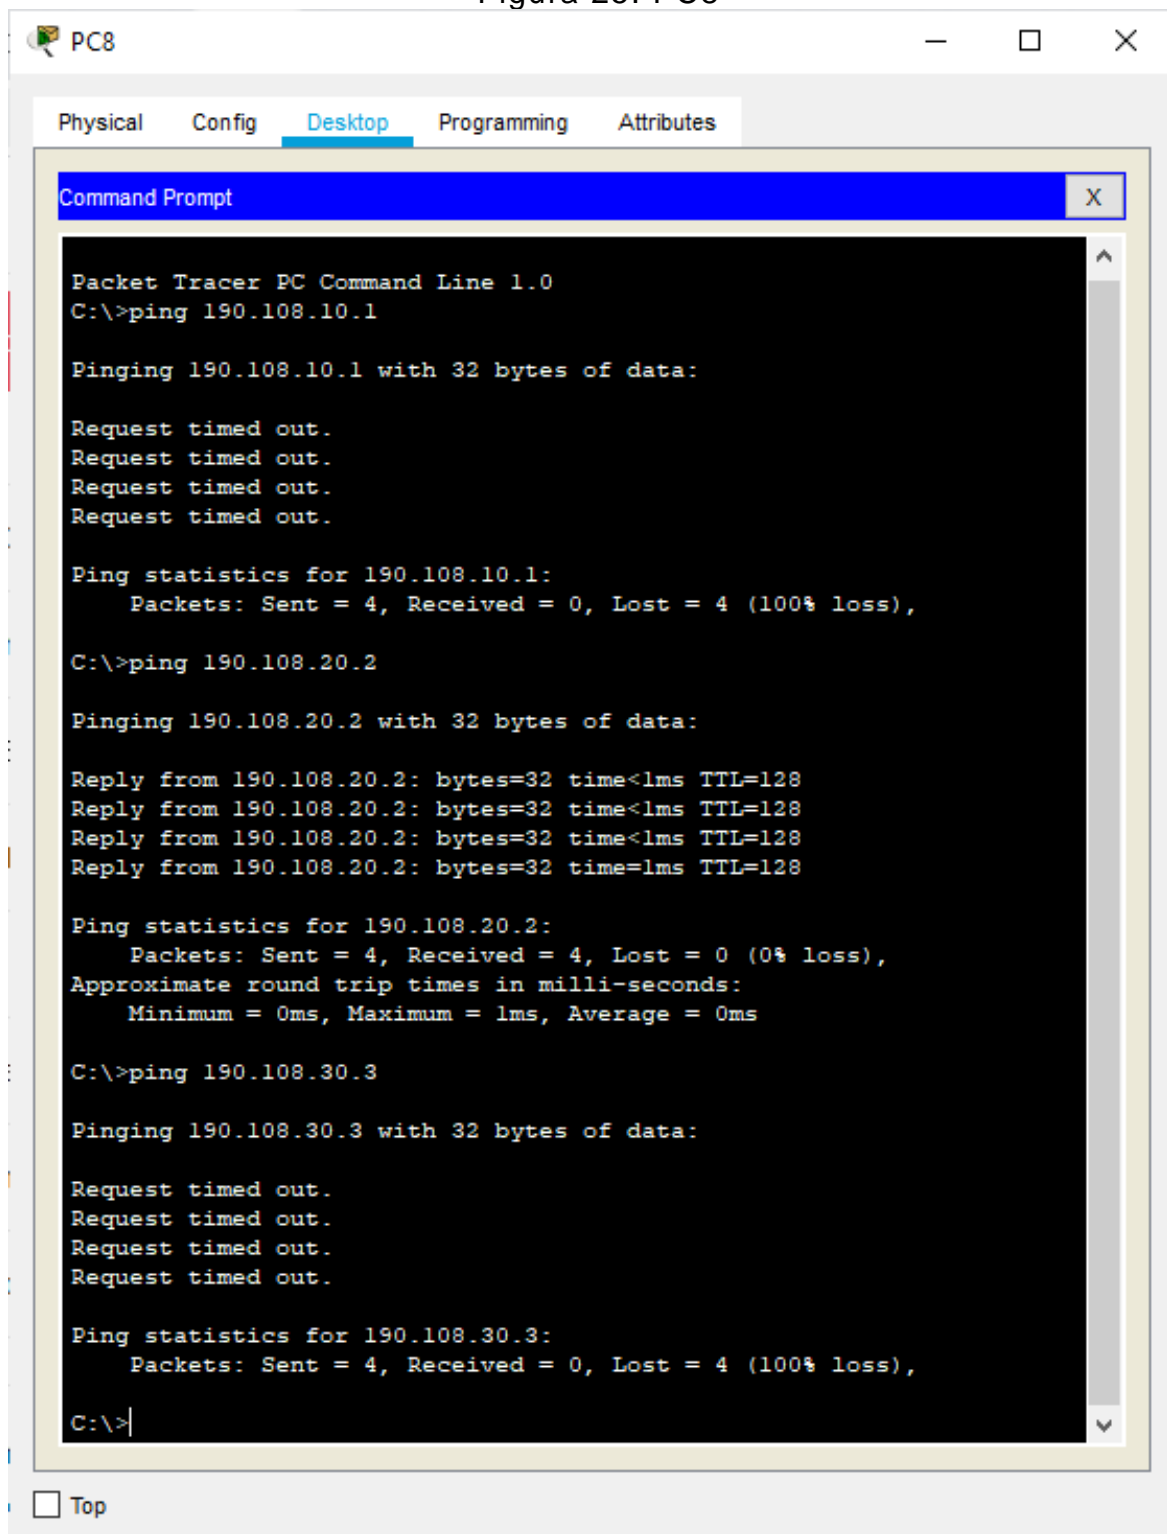 PC8
Physical Config Desktop Programming Attributes
Command Prompt
X
Packet Tracer PC Command Line 1.0
C:\>ping 190.108.10.1
Pinging 190.108.10.1 with 32 bytes of data:
Request timed out.
Request timed out.
Request timed out.
Request timed out.
Ping statistics for 190.108.10.1:
Packets: Sent = 4, Received = 0, Lost = 4 (100% loss),
C:\>ping 190.108.20.2
Pinging 190.108.20.2 with 32 bytes of data:
Reply from 190.108.20.2: bytes=32 time<1ms TTL=128
Reply from 190.108.20.2: bytes=32 time<1ms TTL=128
Reply from 190.108.20.2: bytes=32 time<1ms TTL=128
Reply from 190.108.20.2: bytes=32 time=1ms TTL=128
Ping statistics for 190.108.20.2:
Packets: Sent = 4, Received = 4, Lost = 0 (0% loss),
Approximate round trip times in milli-seconds:
Minimum = 0ms, Maximum = 1ms, Average = 0ms
C:\>ping 190.108.30.3
Pinging 190.108.30.3 with 32 bytes of data:
Request timed out.
Request timed out.
Request timed out.
Request timed out.
Ping statistics for 190.108.30.3:
Packets: Sent = 4, Received = 0, Lost = 4 (100% loss),
C:\>
Top